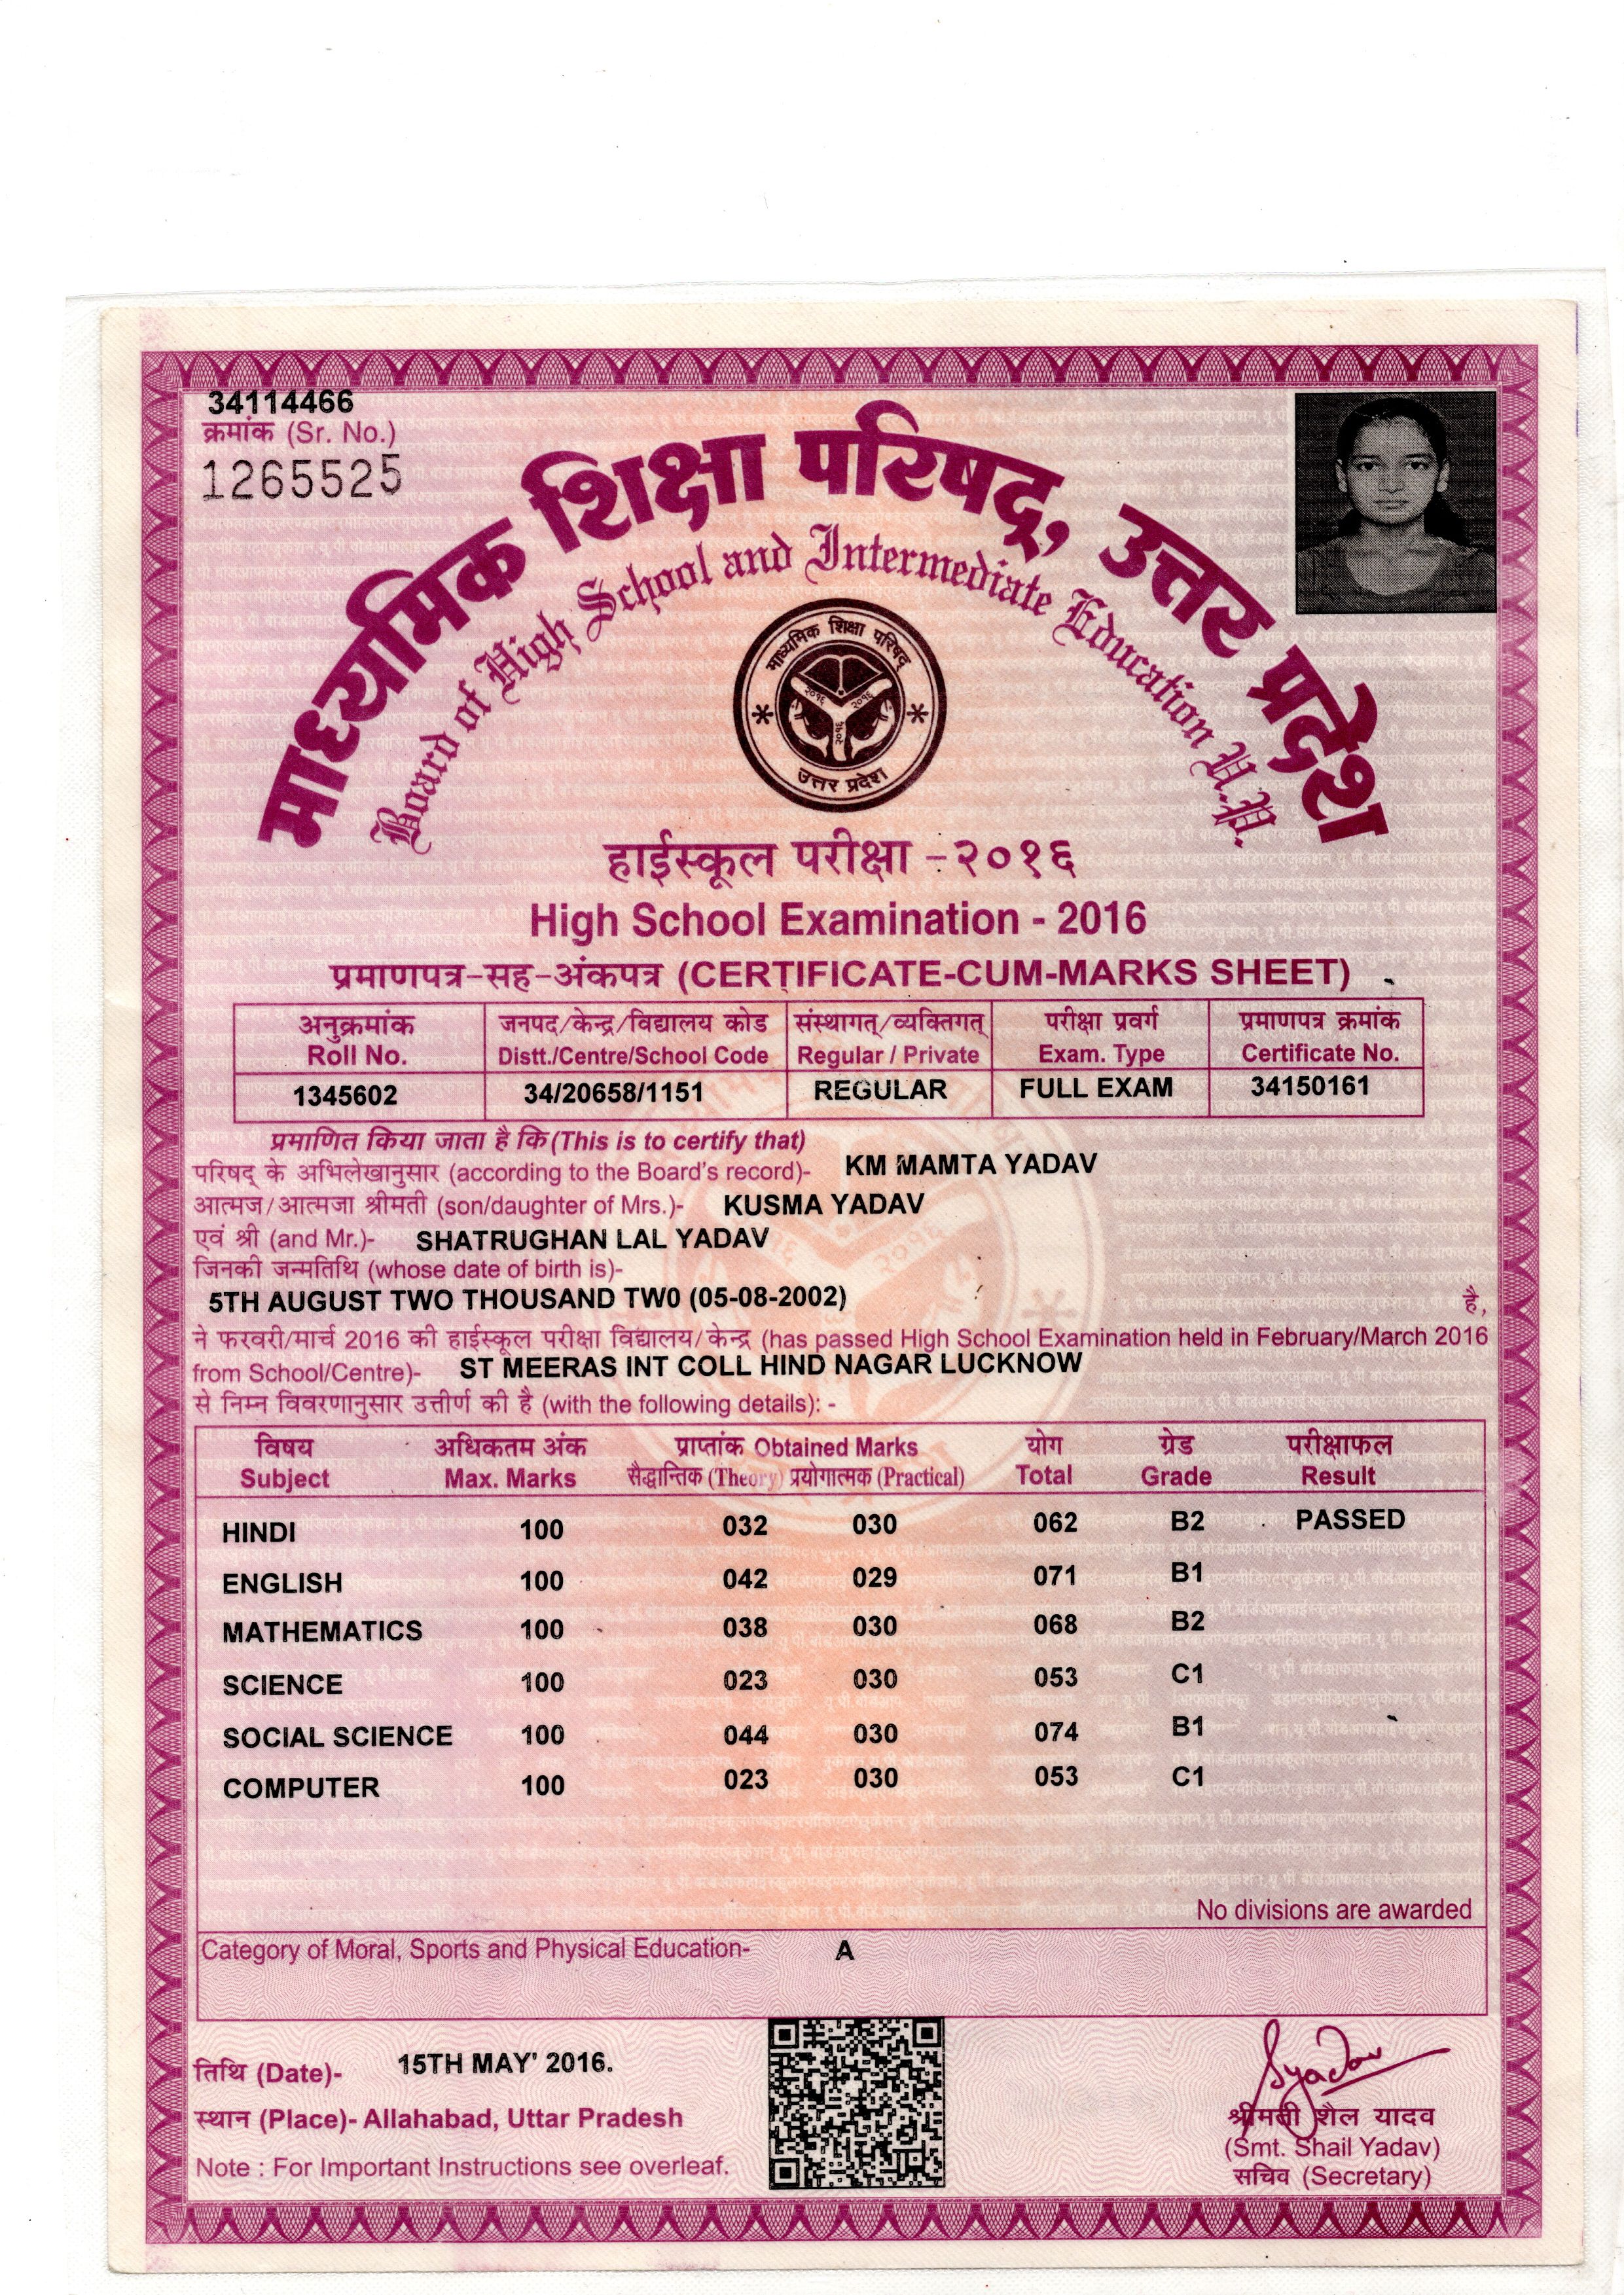 34114466
क्रमांक (Sr. No.)
1265525
माध्यमिक शिक्षा परिषद्, उत्तर प्रदेश
Board of High School and Intermediate Education U.P.
माध्यमिक शिक्षा परिषद्
२०१६ २०१६
२०१६
उत्तर प्रदेश
हाईस्कूल परीक्षा -२०१६
High School Examination - 2016
प्रमाणपत्र-सह-अंकपत्र (CERTIFICATE-CUM-MARKS SHEET)
अनुक्रमांक जनपद/केन्द्र/विद्यालय कोड संस्थागत्/व्यक्तिगत् परीक्षा प्रवर्ग प्रमाणपत्र क्रमांक
Roll No. Distt./Centre/School Code Regular / Private Exam. Type Certificate No.
1345602 34/20658/1151 REGULAR FULL EXAM 34150161
प्रमाणित किया जाता है कि (This is to certify that)
परिषद् के अभिलेखानुसार (according to the Board's record)- KM MAMTA YADAV
आत्मज/आत्मजा श्रीमती (son/daughter of Mrs.)- KUSMA YADAV
एवं श्री (and Mr.)- SHATRUGHAN LAL YADAV
जिनकी जन्मतिथि (whose date of birth is)-
5TH AUGUST TWO THOUSAND TW0 (05-08-2002) है,
ने फरवरी/मार्च 2016 की हाईस्कूल परीक्षा विद्यालय/केन्द्र (has passed High School Examination held in February/March 2016
from School/Centre)- ST MEERAS INT COLL HIND NAGAR LUCKNOW
से निम्न विवरणानुसार उत्तीर्ण की है (with the following details): -
विषय अधिकतम अंक प्राप्तांक Obtained Marks योग ग्रेड परीक्षाफल
Subject Max. Marks सैद्धान्तिक (Theory) प्रयोगात्मक (Practical) Total Grade Result
HINDI 100 032 030 062 B2 PASSED
ENGLISH 100 042 029 071 B1
MATHEMATICS 100 038 030 068 B2
SCIENCE 100 023 030 053 C1
SOCIAL SCIENCE 100 044 030 074 B1
COMPUTER 100 023 030 053 C1
No divisions are awarded
Category of Moral, Sports and Physical Education- A
तिथि (Date)- 15TH MAY' 2016.
स्थान (Place)- Allahabad, Uttar Pradesh
Note : For Important Instructions see overleaf.
Syadav
श्रीमती शैल यादव
(Smt. Shail Yadav)
सचिव (Secretary)